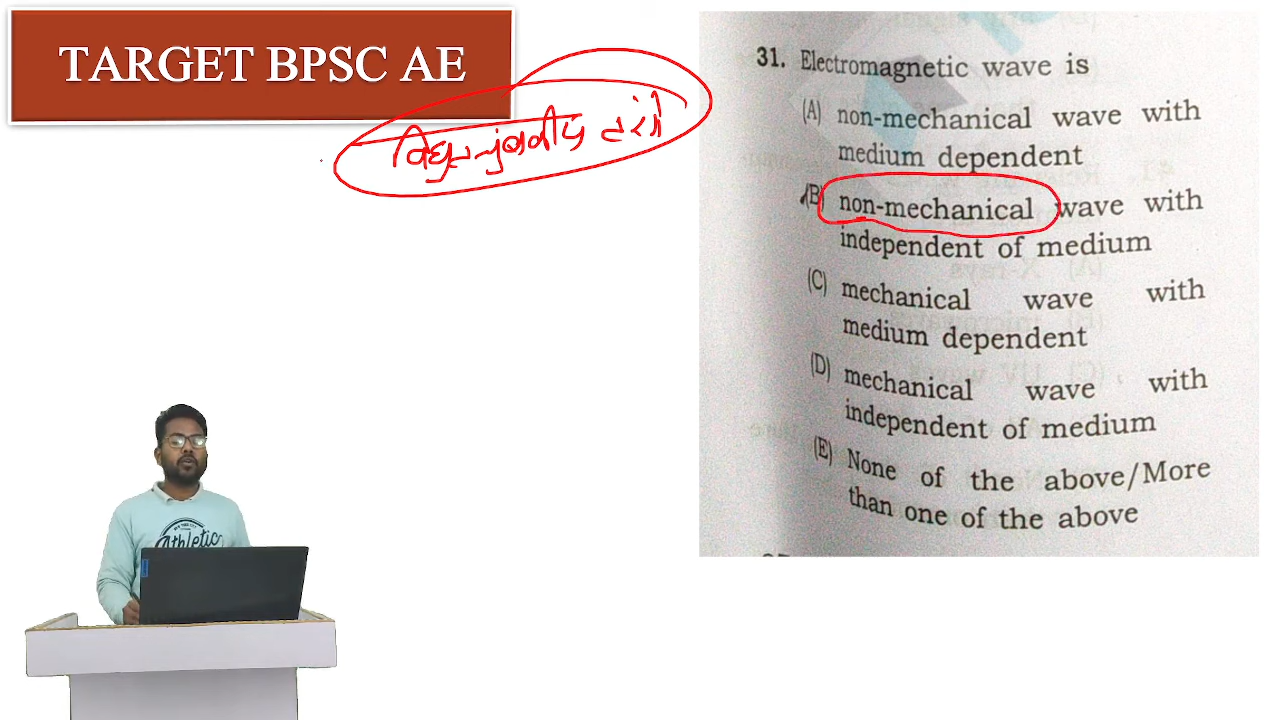 TARGET BPSC AE
विद्युतचुंबकीय तरंगे
31. Electromagnetic wave is
(A) non-mechanical wave with
medium dependent
(B) non-mechanical wave with
independent of medium
(C) mechanical wave with
medium dependent
(D) mechanical wave with
independent of medium
(E) None of the above/More
than one of the above
Athletic